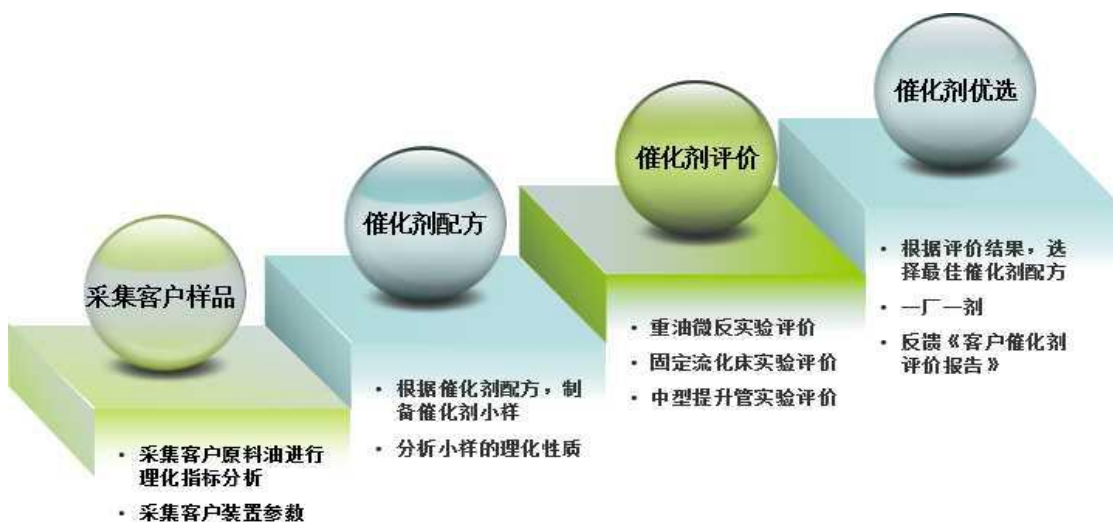 采集客户样品
• 采集客户原料油进行
理化指标分析
• 采集客户装置参数
催化剂配方
• 根据催化剂配方，制
备催化剂小样
• 分析小样的理化性质
催化剂评价
• 重油微反实验评价
• 固定流化床实验评价
• 中型提升管实验评价
催化剂优选
• 根据评价结果，选
择最佳催化剂配方
• 一厂一剂
• 反馈《客户催化剂
评价报告》